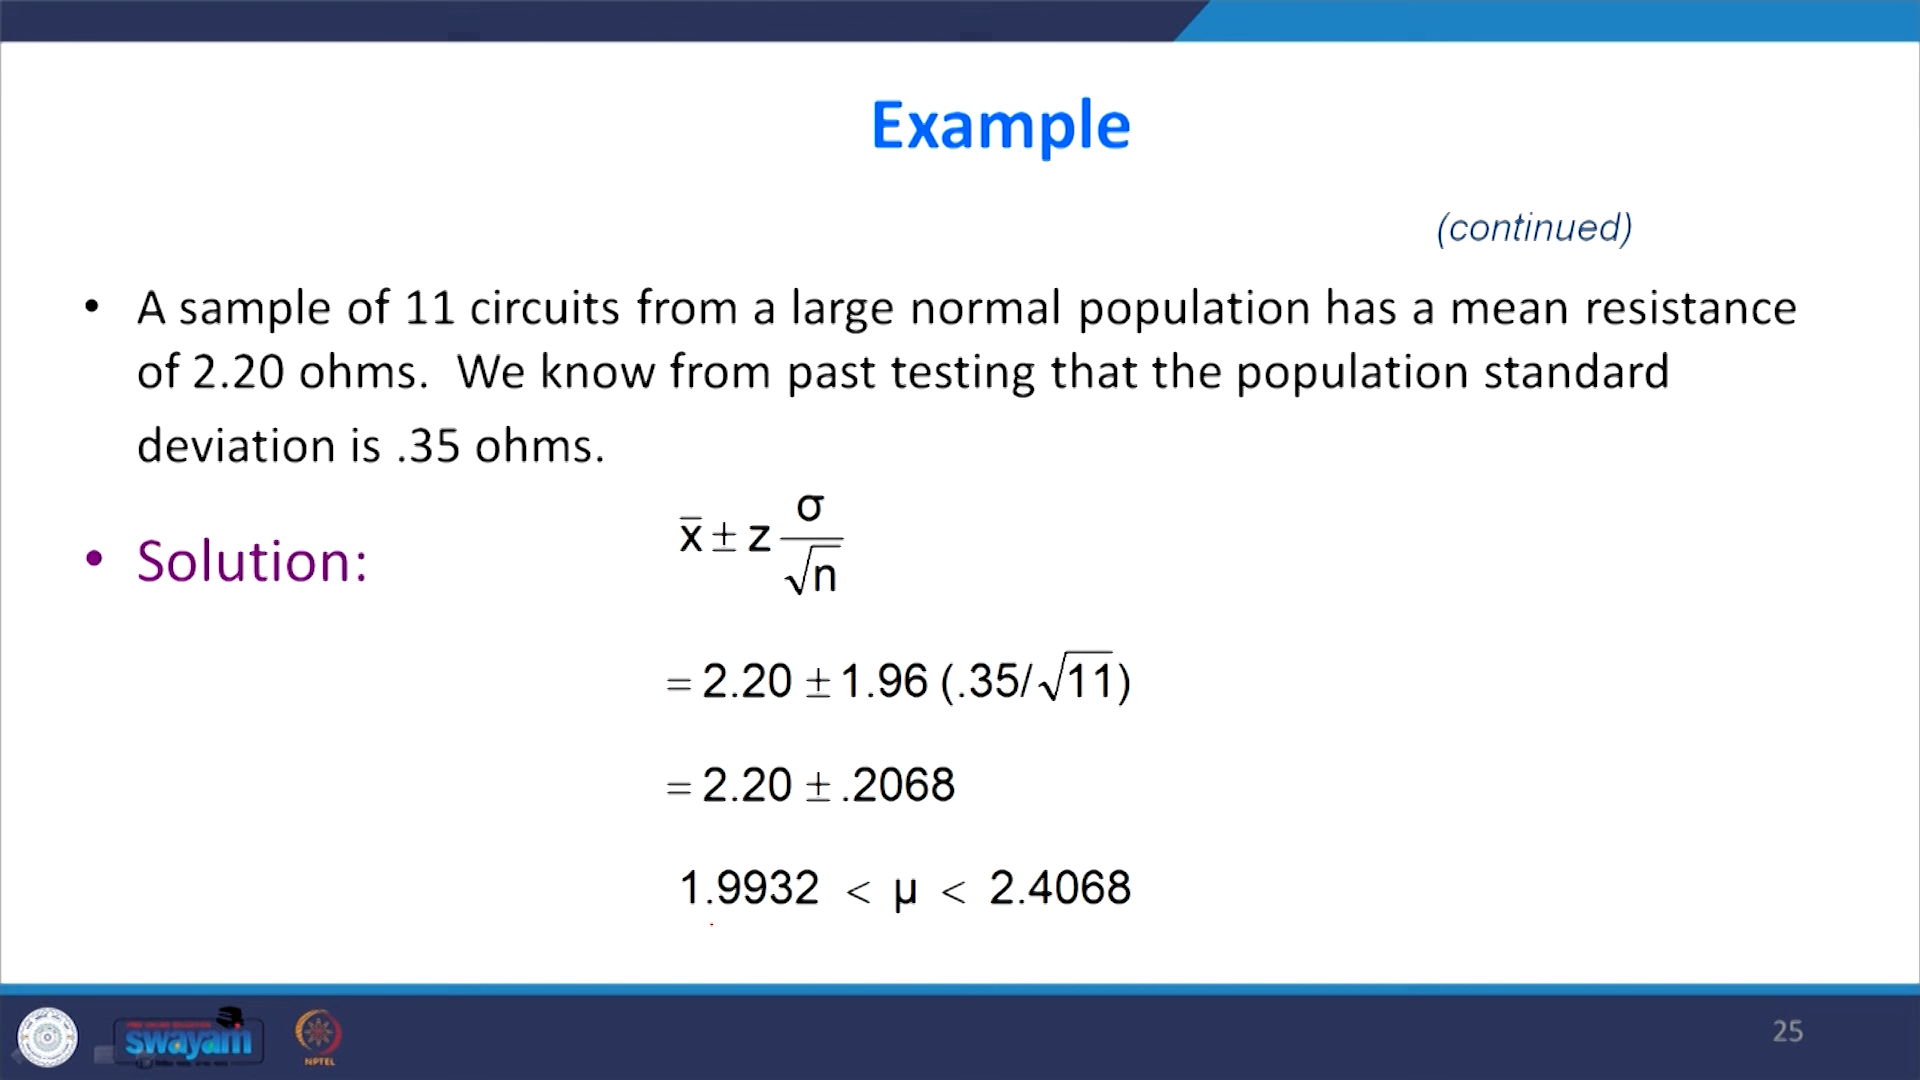 Example
(continued)
• A sample of 11 circuits from a large normal population has a mean resistance
of 2.20 ohms. We know from past testing that the population standard
deviation is .35 ohms.
• Solution:
x̄ ± z σ/√n
= 2.20 ± 1.96 (.35/√11)
= 2.20 ± .2068
1.9932 < μ < 2.4068
swayam
NPTEL
25